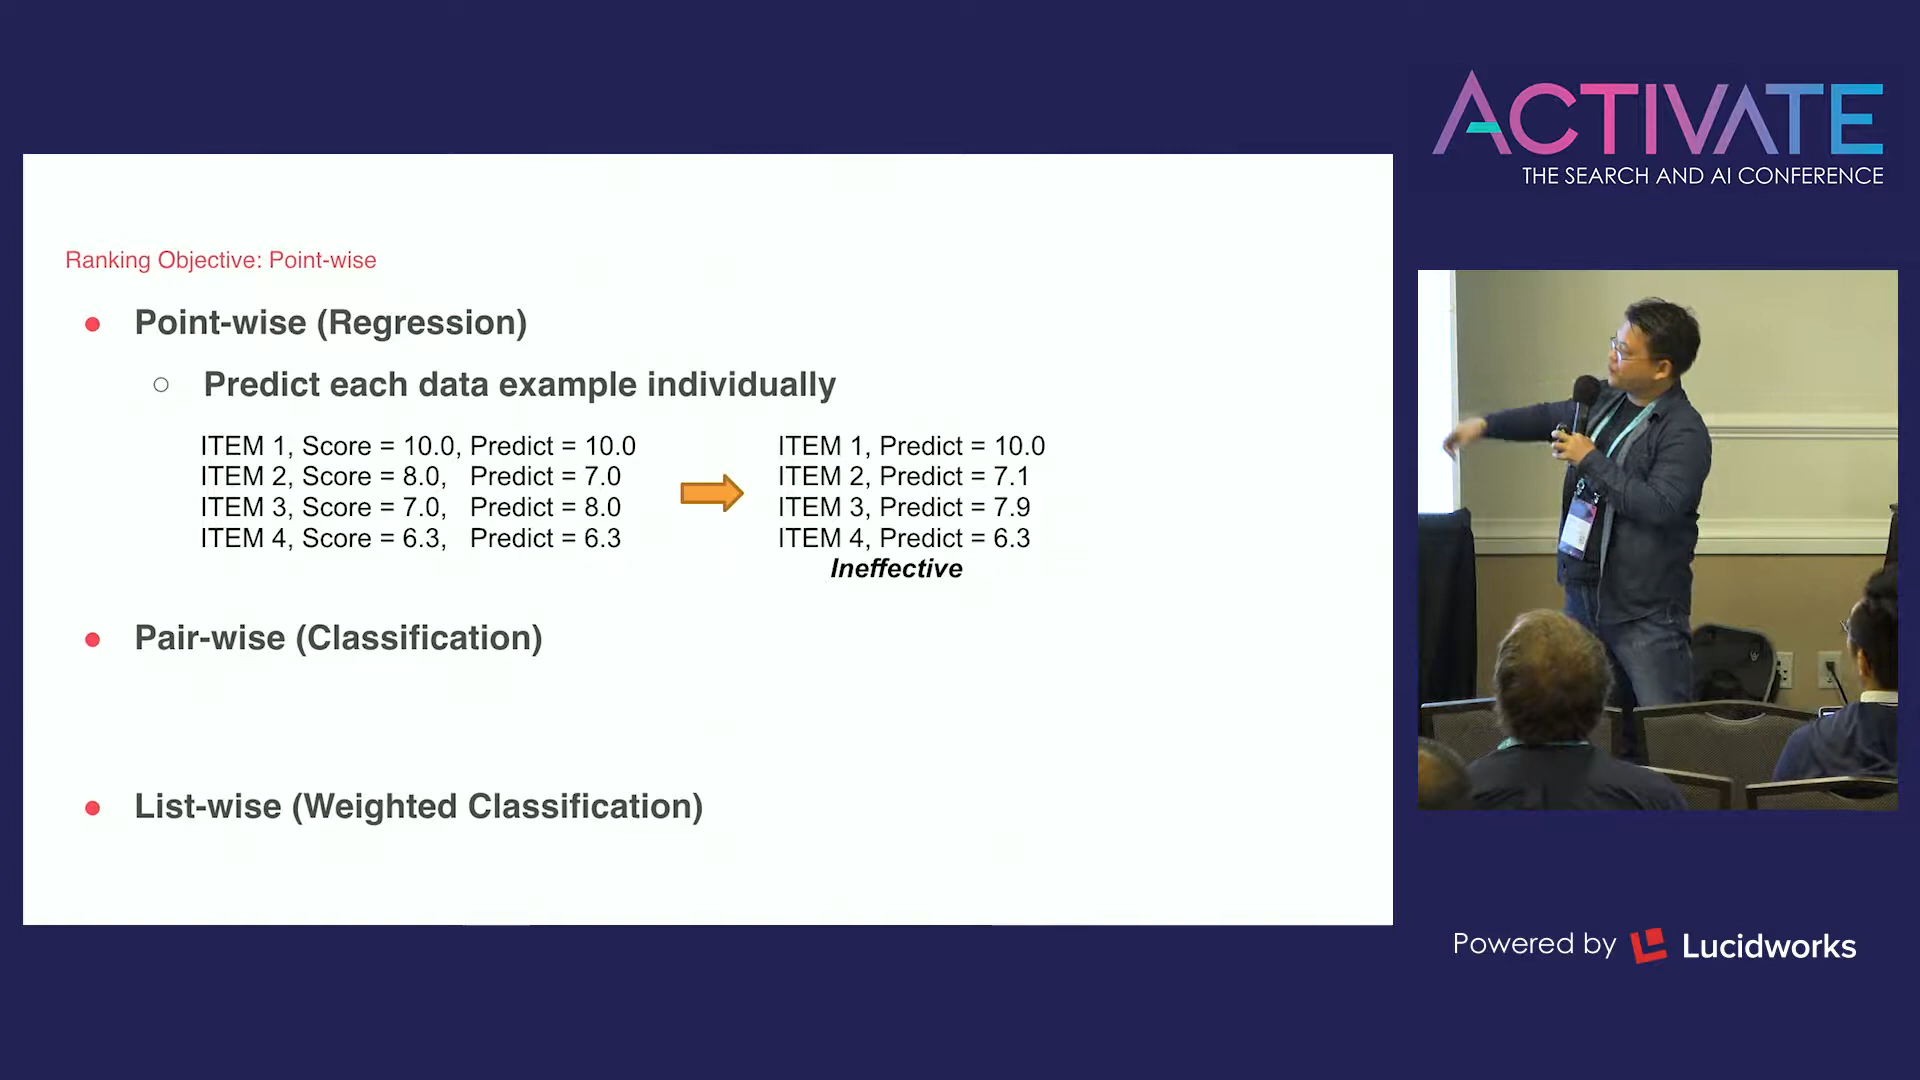 ACTIVATE
THE SEARCH AND AI CONFERENCE
Ranking Objective: Point-wise
● Point-wise (Regression)
○ Predict each data example individually
ITEM 1, Score = 10.0, Predict = 10.0
ITEM 2, Score = 8.0, Predict = 7.0
ITEM 3, Score = 7.0, Predict = 8.0
ITEM 4, Score = 6.3, Predict = 6.3
ITEM 1, Predict = 10.0
ITEM 2, Predict = 7.1
ITEM 3, Predict = 7.9
ITEM 4, Predict = 6.3
Ineffective
● Pair-wise (Classification)
● List-wise (Weighted Classification)
Powered by Lucidworks